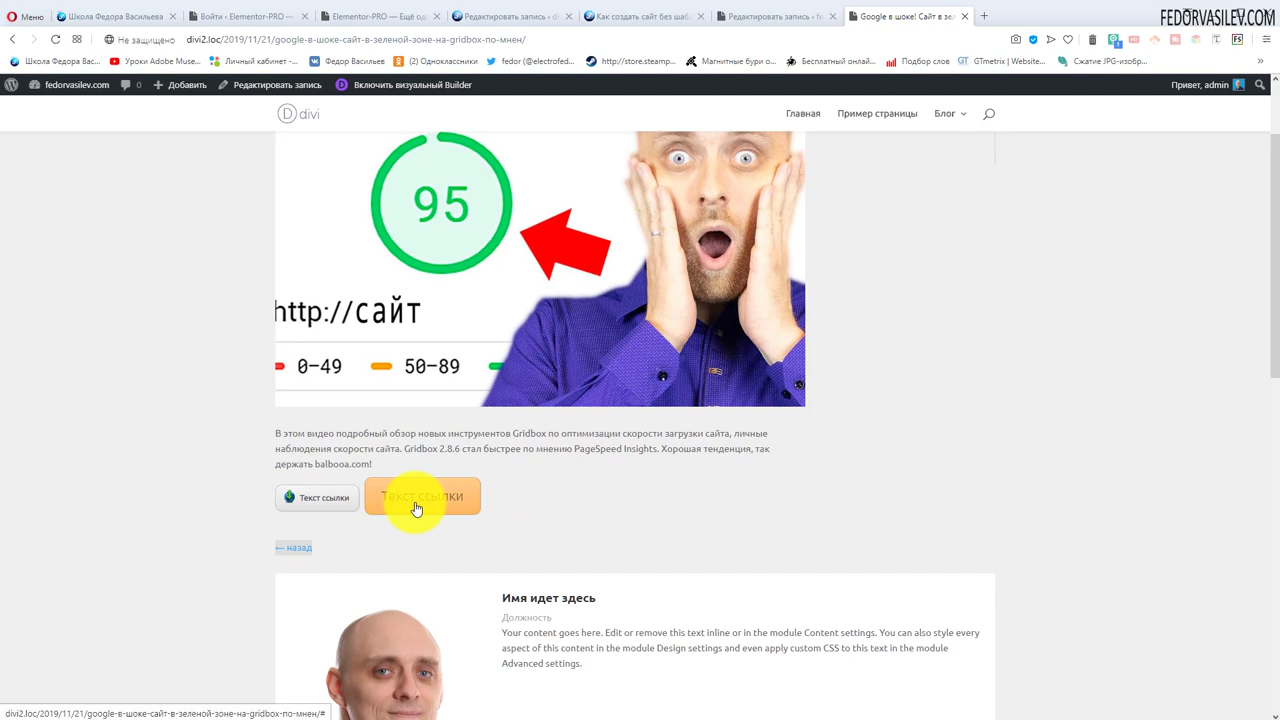 Меню
Школа Федора Васильева
Войти ‹ Elementor-PRO —
Elementor-PRO — Ещё од
Редактировать запись ‹ di
Как создать сайт без шаб
Редактировать запись ‹ fe
Google в шоке! Сайт в зел
FEDORVASILEV.COM
Не защищено
divi2.loc/2019/11/21/google-в-шоке-сайт-в-зеленой-зоне-на-gridbox-по-мнен/
Школа Федора Вас...
Уроки Adobe Muse...
Личный кабинет -...
Федор Васильев
(2) Одноклассники
fedor (@electrofed...
http://store.steamp...
Магнитные бури о...
Бесплатный онлай...
Подбор слов
GTmetrix | Website...
Сжатие JPG-изобр...
fedorvasilev.com
0
Добавить
Редактировать запись
Включить визуальный Builder
Привет, admin
divi
Главная
Пример страницы
Блог
95
http://сайт
0–49
50–89
В этом видео подробный обзор новых инструментов Gridbox по оптимизации скорости загрузки сайта, личные
наблюдения скорости сайта. Gridbox 2.8.6 стал быстрее по мнению PageSpeed Insights. Хорошая тенденция, так
держать balbooa.com!
Текст ссылки
Текст ссылки
← назад
Имя идет здесь
Должность
Your content goes here. Edit or remove this text inline or in the module Content settings. You can also style every
aspect of this content in the module Design settings and even apply custom CSS to this text in the module
Advanced settings.
divi2.loc/2019/11/21/google-в-шоке-сайт-в-зеленой-зоне-на-gridbox-по-мнен/#